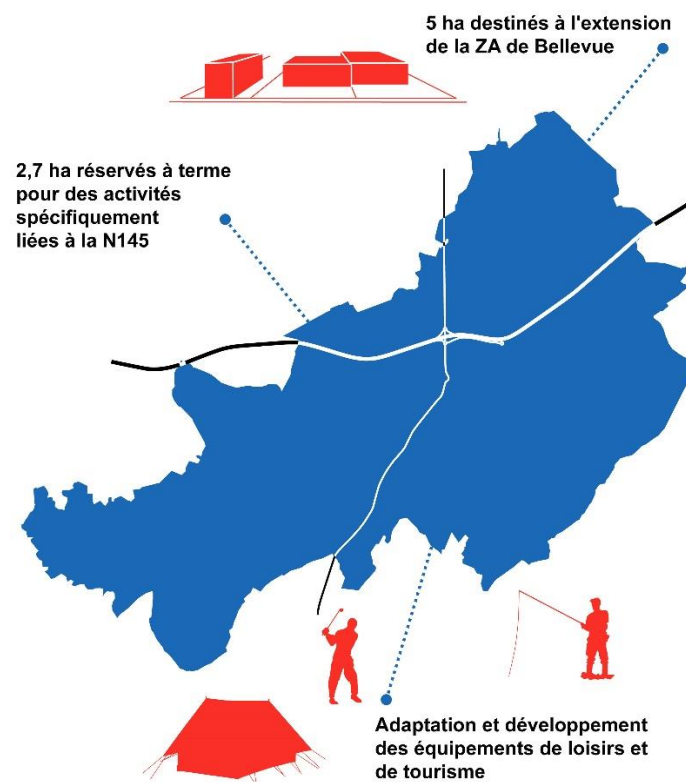 5 ha destinés à l'extension
de la ZA de Bellevue
2,7 ha réservés à terme
pour des activités
spécifiquement
liées à la N145
Adaptation et développement
des équipements de loisirs et
de tourisme